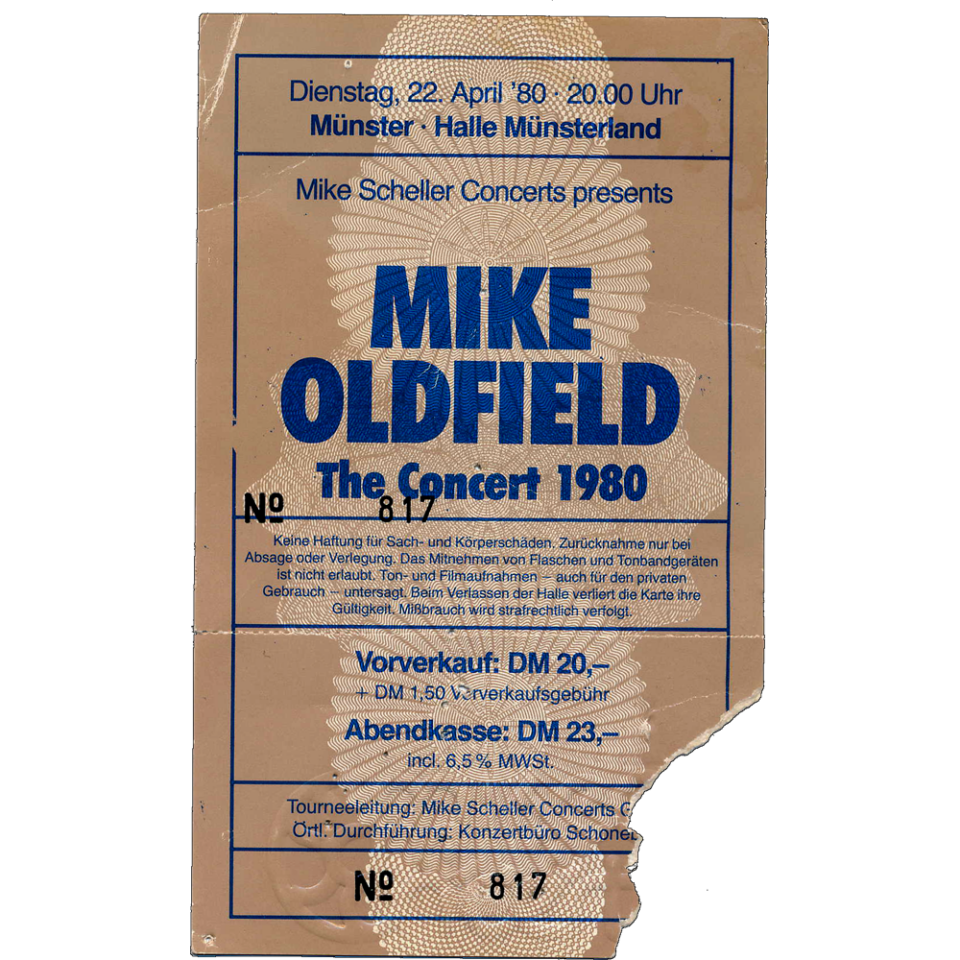 Dienstag, 22. April '80 · 20.00 Uhr
Münster · Halle Münsterland
Mike Scheller Concerts presents
MIKE
OLDFIELD
The Concert 1980
Nº 817
Keine Haftung für Sach- und Körperschäden. Zurücknahme nur bei
Absage oder Verlegung. Das Mitnehmen von Flaschen und Tonbandgeräten
ist nicht erlaubt. Ton- und Filmaufnahmen – auch für den privaten
Gebrauch – untersagt. Beim Verlassen der Halle verliert die Karte ihre
Gültigkeit. Mißbrauch wird strafrechtlich verfolgt.
Vorverkauf: DM 20,–
+ DM 1,50 Vorverkaufsgebühr
Abendkasse: DM 23,–
incl. 6,5% MWSt.
Tourneeleitung: Mike Scheller Concerts
Örtl. Durchführung: Konzertbüro
Nº 817